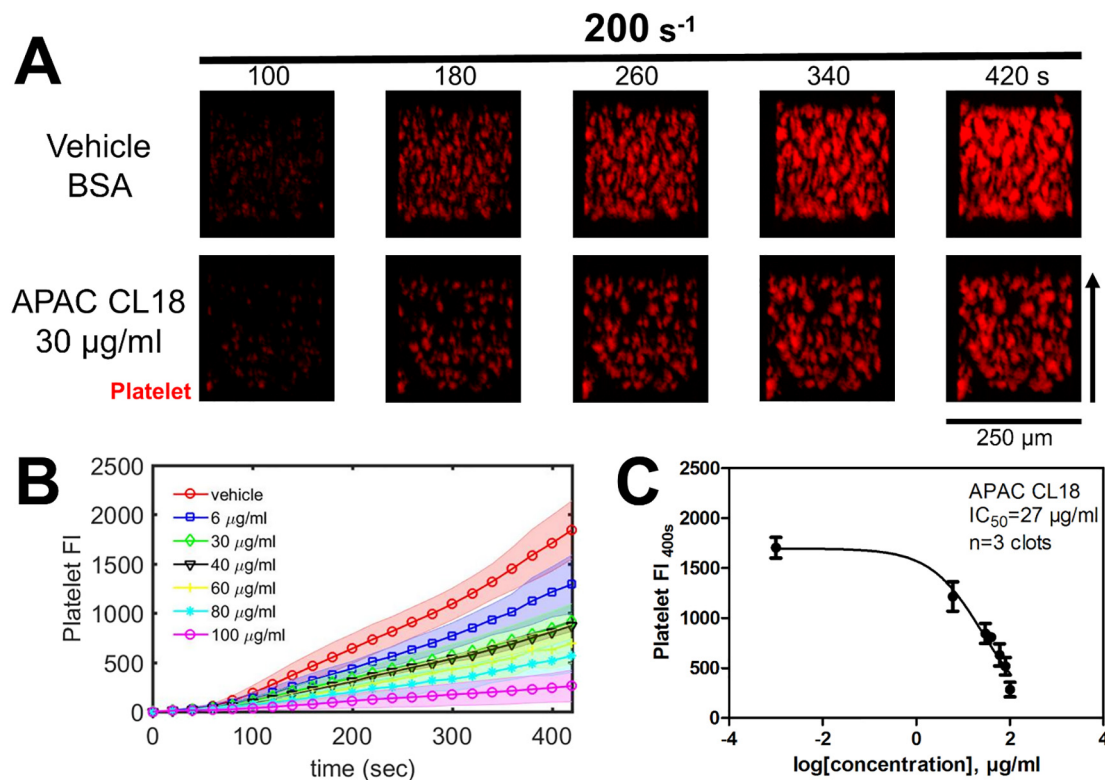 A
200 s⁻¹
100 180 260 340 420 s
Vehicle
BSA
APAC CL18
30 µg/ml
Platelet
250 µm
B
2500
2000
1500
1000
500
0
Platelet FI
vehicle
6 µg/ml
30 µg/ml
40 µg/ml
60 µg/ml
80 µg/ml
100 µg/ml
0 100 200 300 400
time (sec)
C
2500
2000
1500
1000
500
0
Platelet FI 400s
APAC CL18
IC50=27 µg/ml
n=3 clots
-4 -2 0 2 4
log[concentration], µg/ml